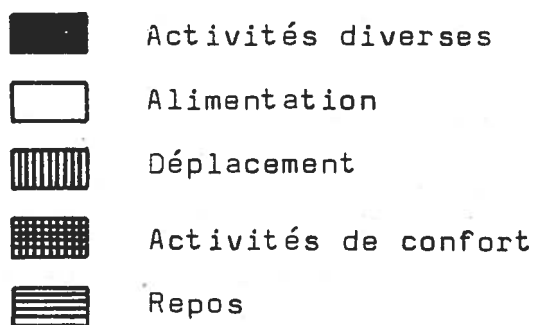 Activités diverses
Alimentation
Déplacement
Activités de confort
Repos